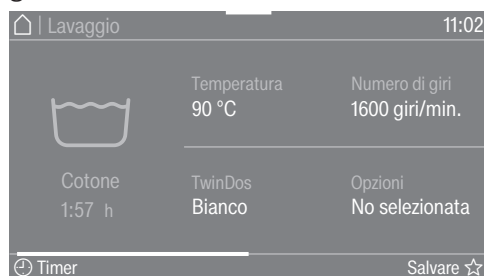 | Lavaggio 11:02
Temperatura Numero di giri
90 °C 1600 giri/min.
Cotone TwinDos Opzioni
1:57 h Bianco No selezionata
Timer Salvare